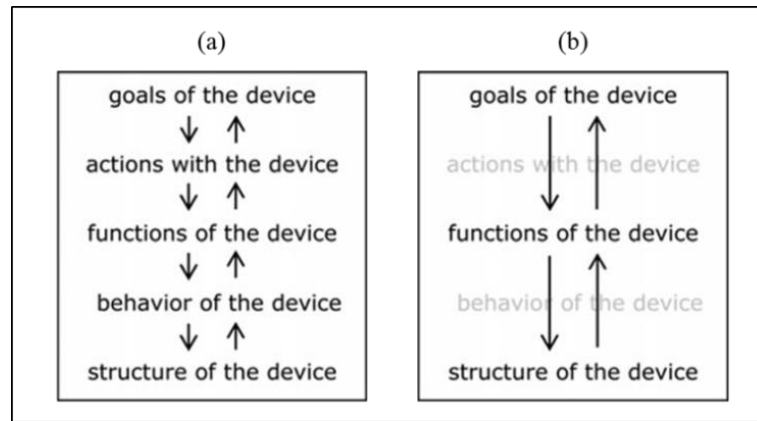 (a)
goals of the device
actions with the device
functions of the device
behavior of the device
structure of the device
(b)
goals of the device
actions with the device
functions of the device
behavior of the device
structure of the device